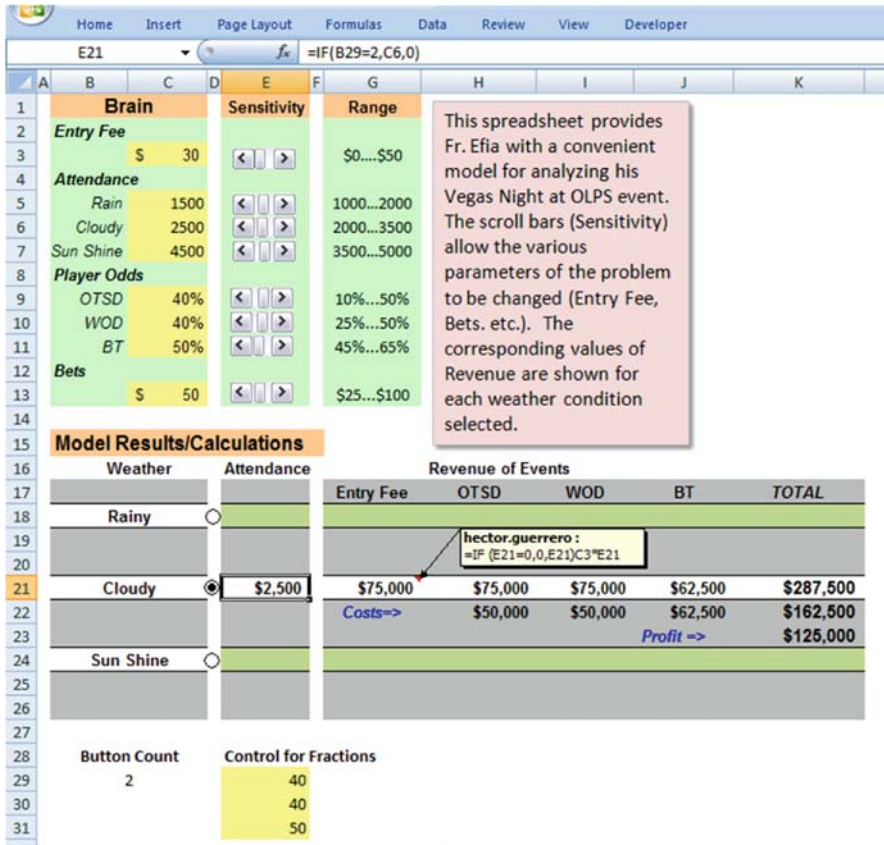 Home Insert Page Layout Formulas Data Review View Developer
E21 fx =IF(B29=2,C6,0)
A B C D E F G H I J K
1 Brain Sensitivity Range
2 Entry Fee
3 $ 30 $0....$50
4 Attendance
5 Rain 1500 1000...2000
6 Cloudy 2500 2000...3500
7 Sun Shine 4500 3500...5000
8 Player Odds
9 OTSD 40% 10%...50%
10 WOD 40% 25%...50%
11 BT 50% 45%...65%
12 Bets
13 $ 50 $25...$100
This spreadsheet provides
Fr. Efia with a convenient
model for analyzing his
Vegas Night at OLPS event.
The scroll bars (Sensitivity)
allow the various
parameters of the problem
to be changed (Entry Fee,
Bets. etc.). The
corresponding values of
Revenue are shown for
each weather condition
selected.
14
15 Model Results/Calculations
16 Weather Attendance Revenue of Events
17 Entry Fee OTSD WOD BT TOTAL
18 Rainy
19
20
hector.guerrero :
=IF (E21=0,0,E21)C3*E21
21 Cloudy $2,500 $75,000 $75,000 $75,000 $62,500 $287,500
22 Costs=> $50,000 $50,000 $62,500 $162,500
23 Profit => $125,000
24 Sun Shine
25
26
27
28 Button Count Control for Fractions
29 2 40
30 40
31 50